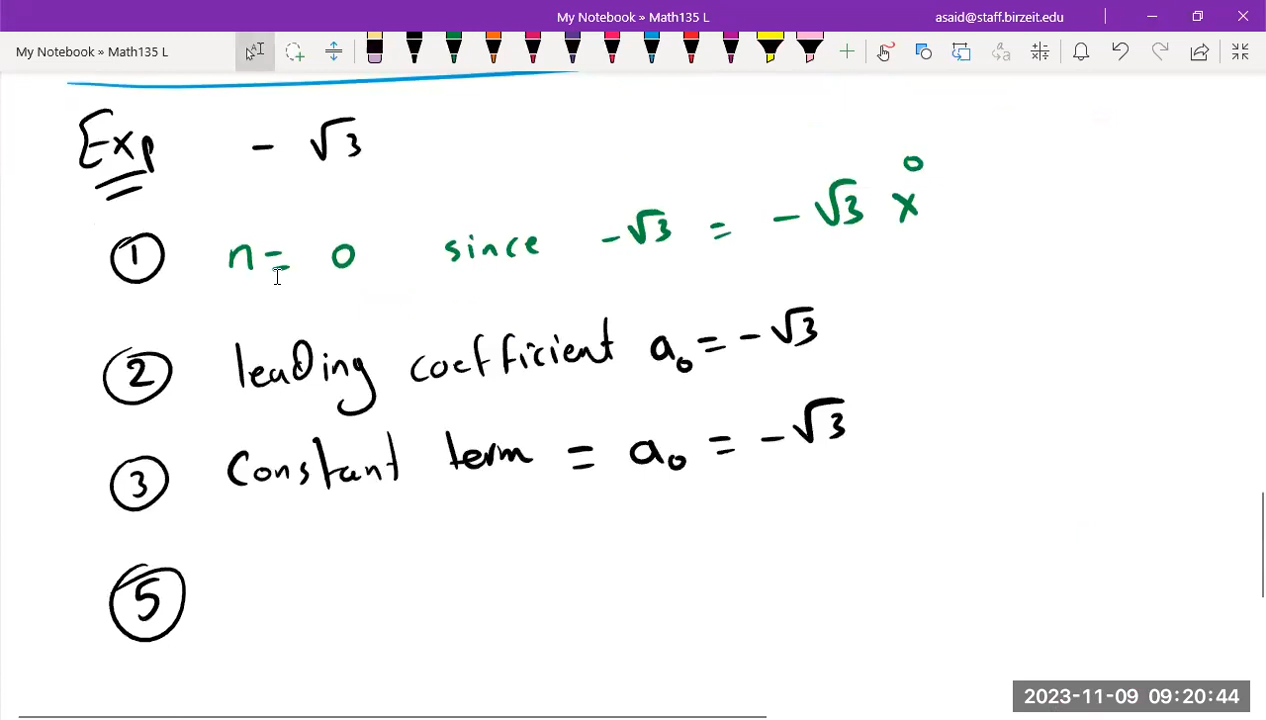 My Notebook » Math135 L
asaid@staff.birzeit.edu
My Notebook » Math135 L
Exp - √3
① n= 0 since -√3 = - √3 x⁰
② leading coefficient a₀ = -√3
③ Constant term = a₀ = -√3
⑤
2023-11-09 09:20:44